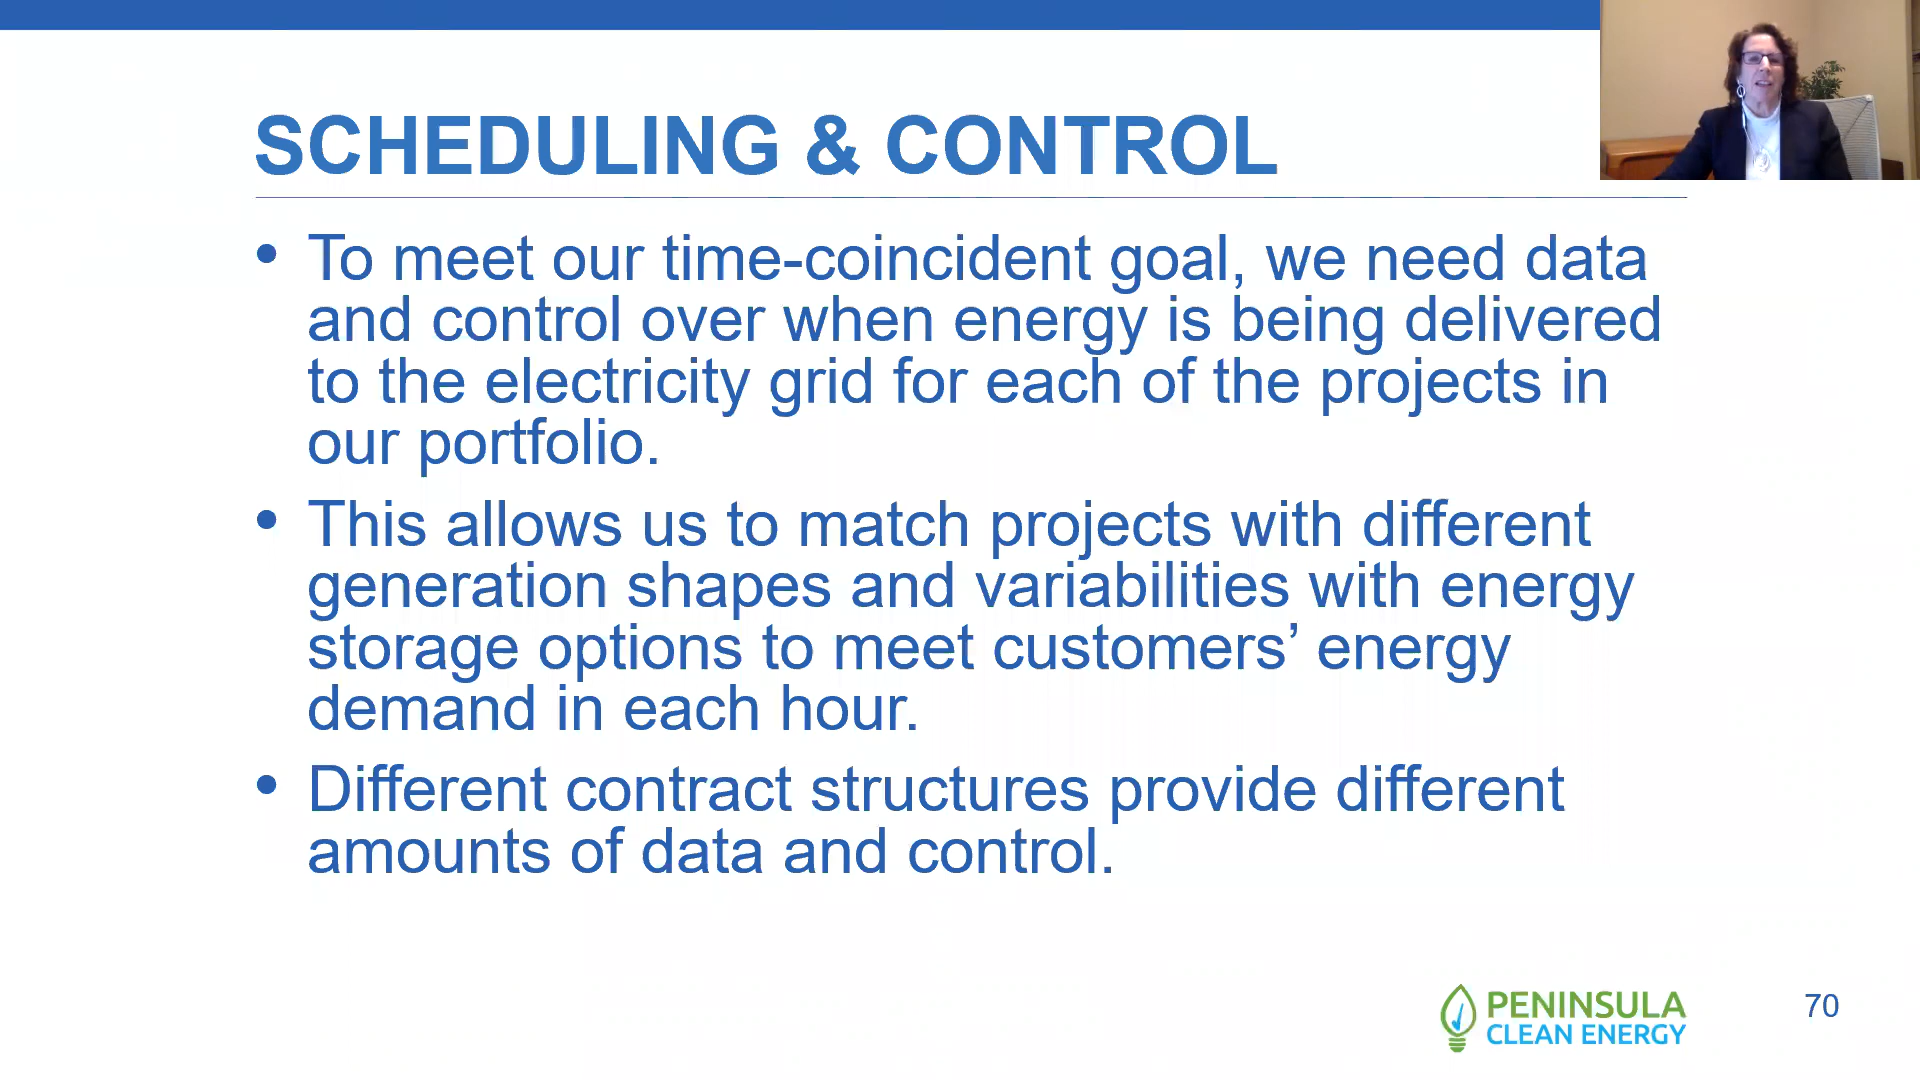 SCHEDULING & CONTROL
• To meet our time-coincident goal, we need data
and control over when energy is being delivered
to the electricity grid for each of the projects in
our portfolio.
• This allows us to match projects with different
generation shapes and variabilities with energy
storage options to meet customers’ energy
demand in each hour.
• Different contract structures provide different
amounts of data and control.
PENINSULA
CLEAN ENERGY
70